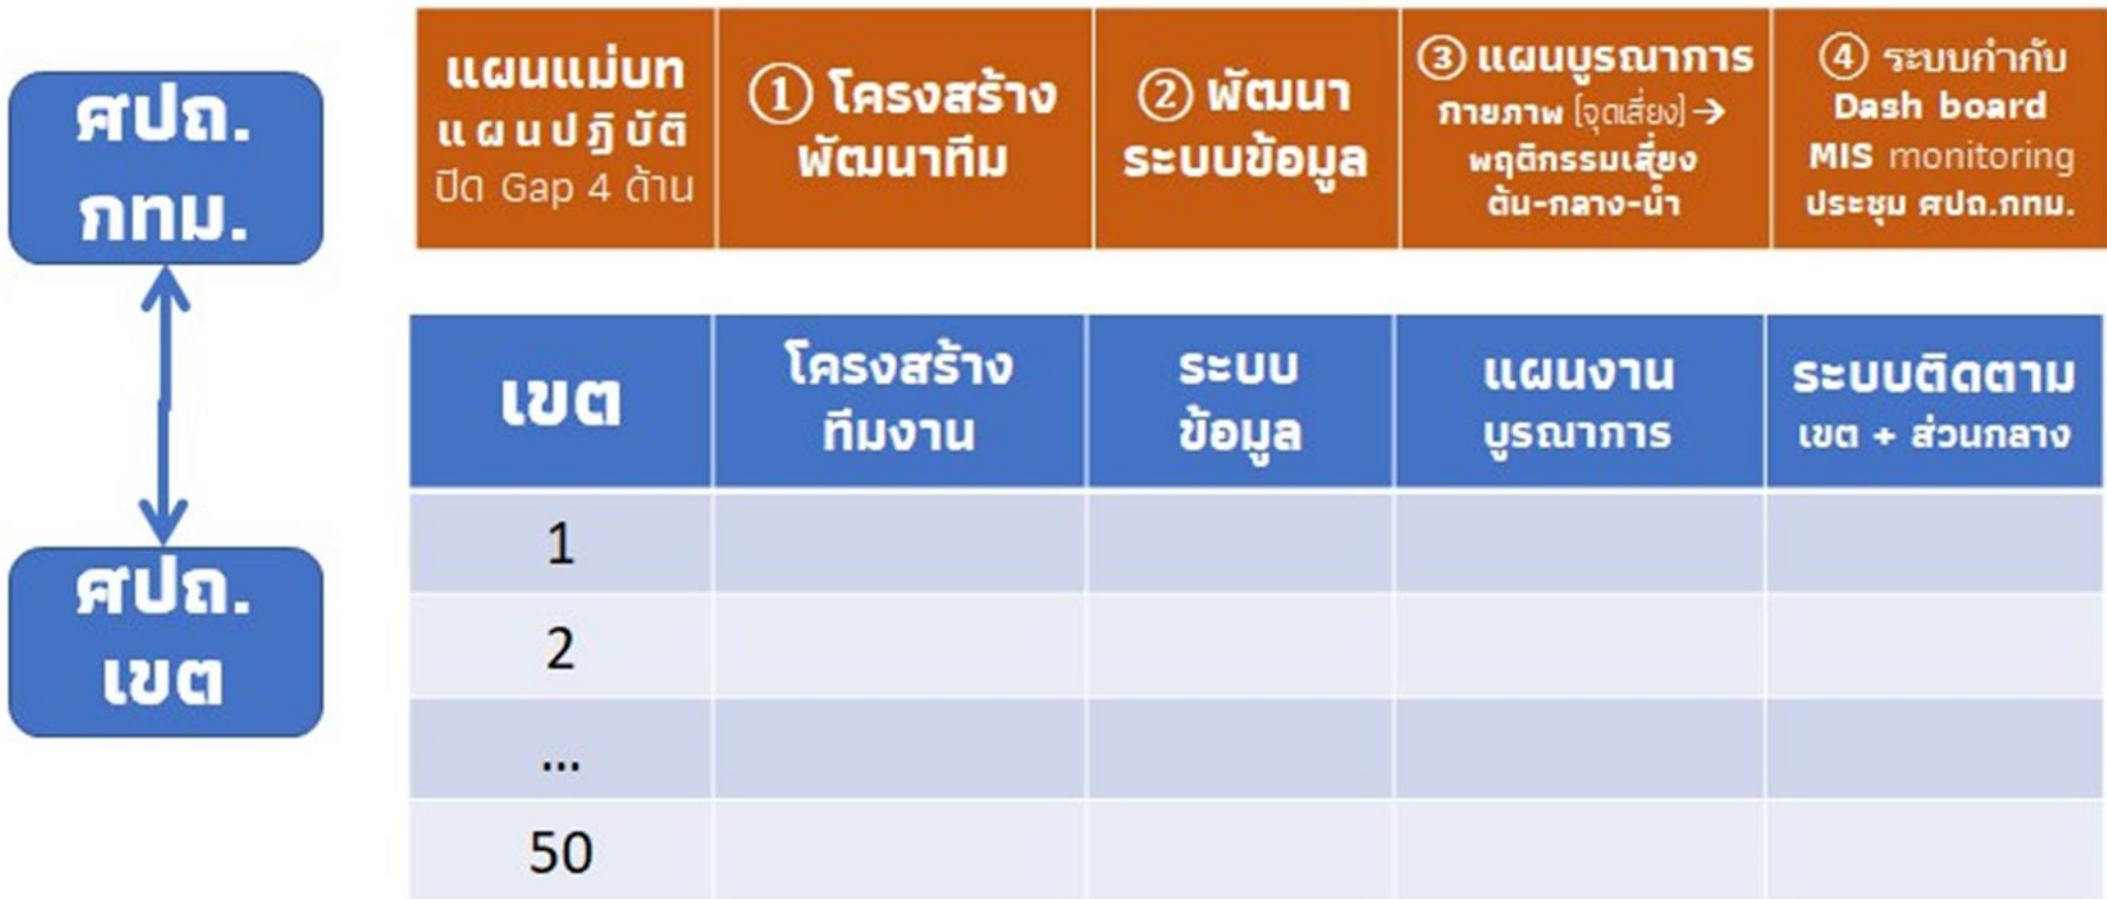 ศปถ.
กทม.
แผนแม่บท
แผนปฏิบัติ
ปิด Gap 4 ด้าน
① โครงสร้าง
พัฒนาทีม
② พัฒนา
ระบบข้อมูล
③ แผนบูรณาการ
กายภาพ [จุดเสี่ยง] →
พฤติกรรมเสี่ยง
ต้น-กลาง-น้ำ
④ ระบบกำกับ
Dash board
MIS monitoring
ประชุม ศปถ.กทม.
ศปถ.
เขต
เขต
โครงสร้าง
ทีมงาน
ระบบ
ข้อมูล
แผนงาน
บูรณาการ
ระบบติดตาม
เขต + ส่วนกลาง
1
2
...
50